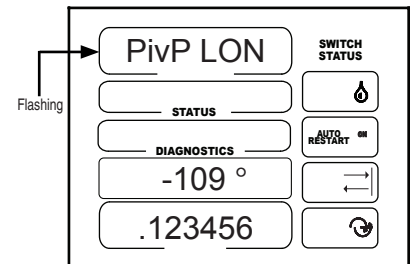 PivP LON
SWITCH
STATUS
Flashing
STATUS
AUTO
RESTART ON
DIAGNOSTICS
-109 °
.123456